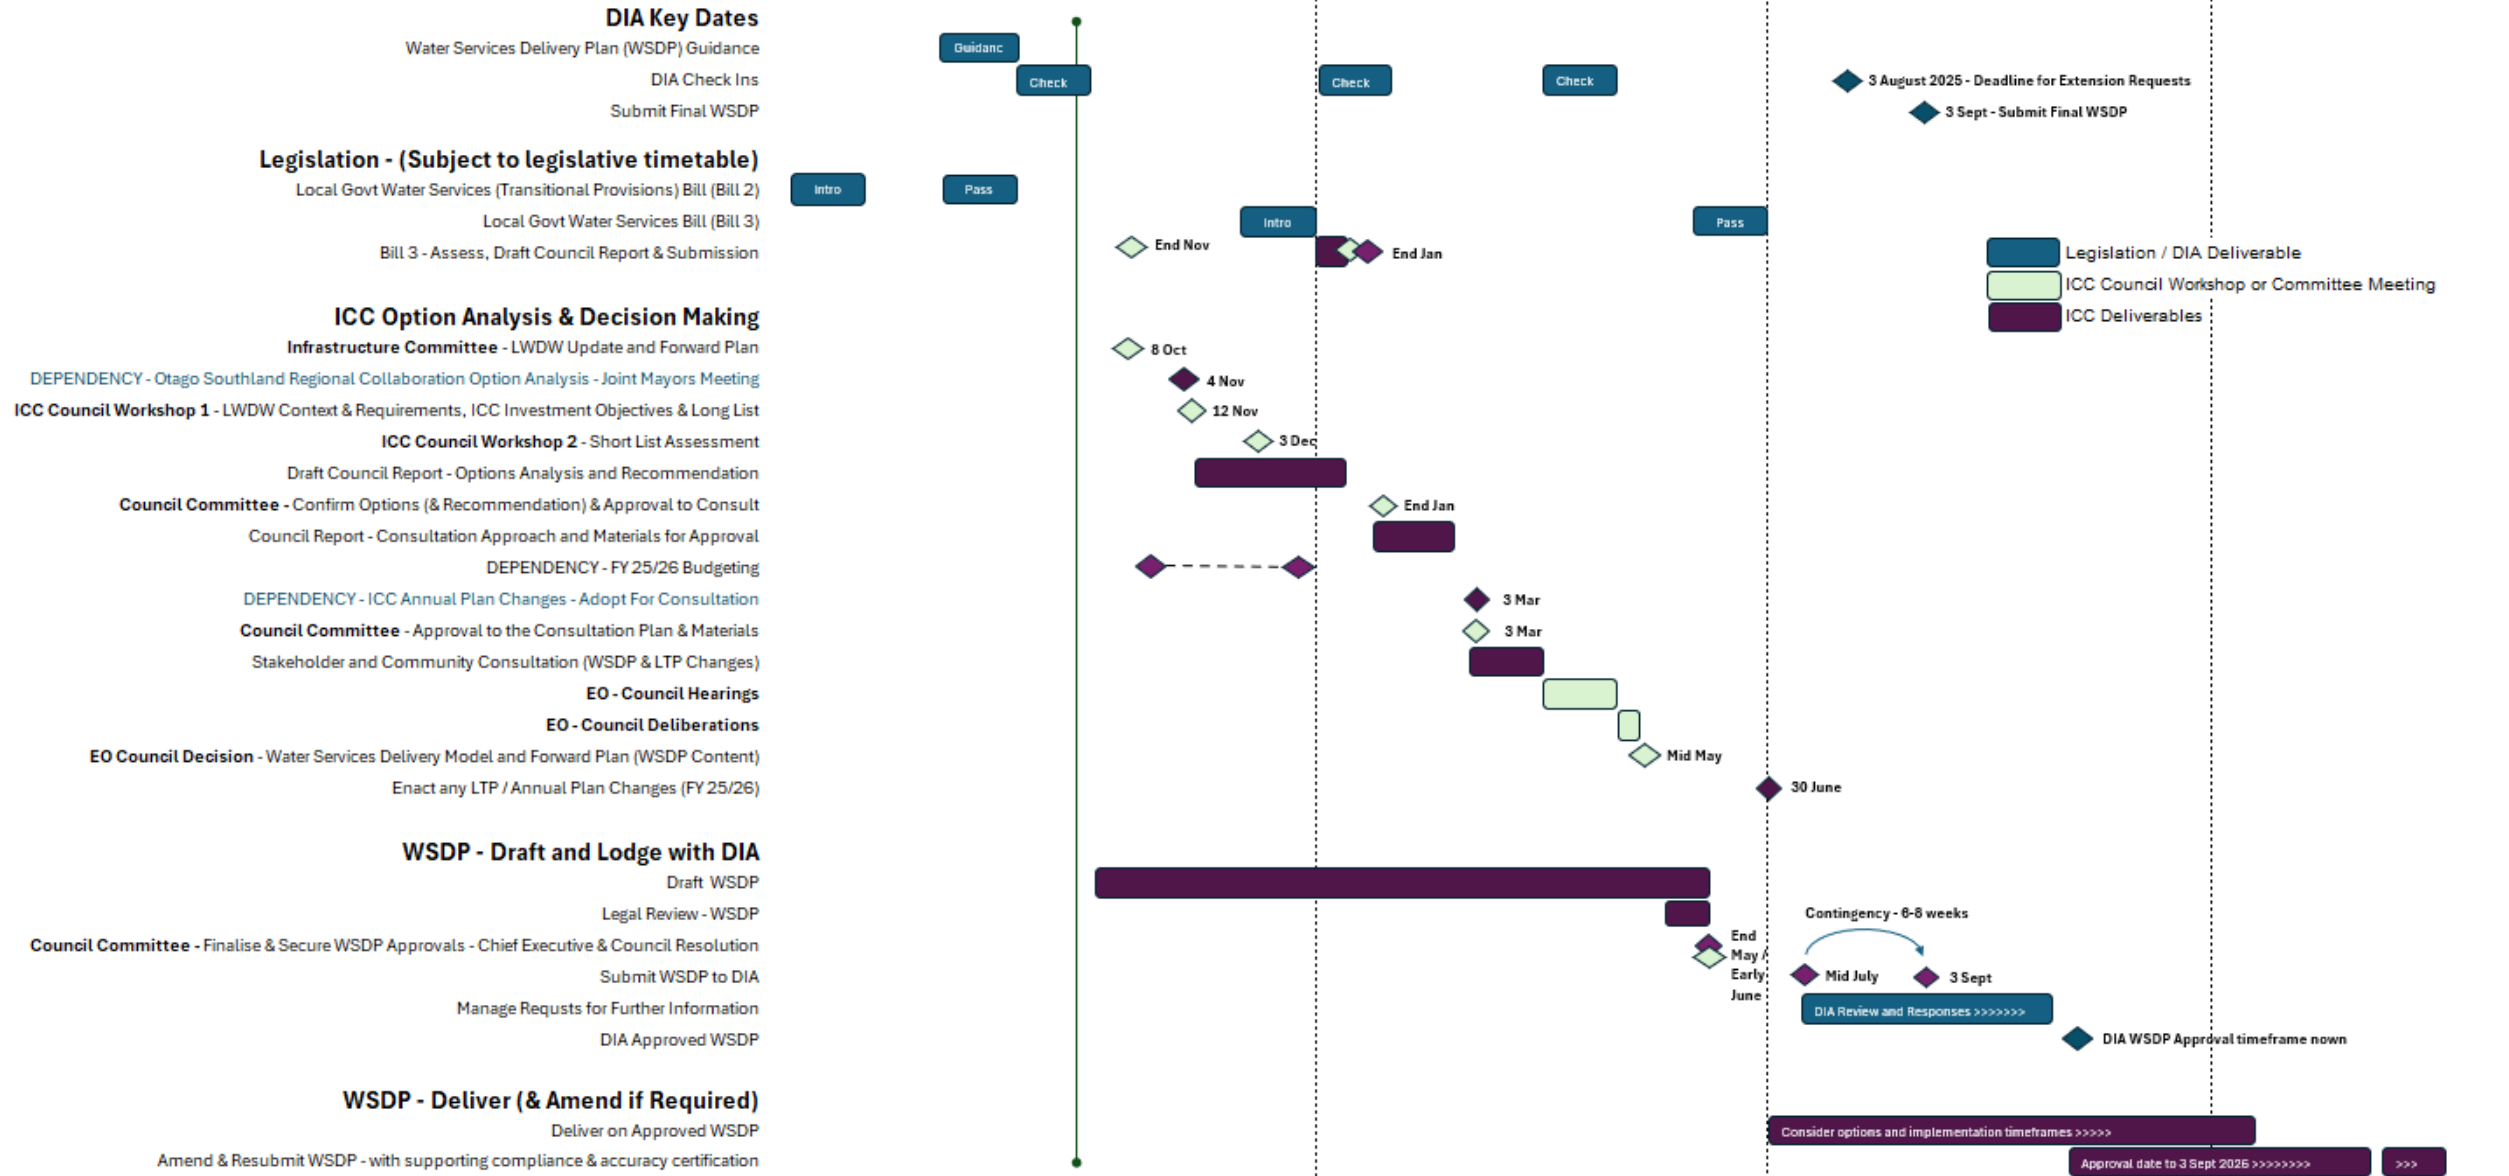 DIA Key Dates
Water Services Delivery Plan (WSDP) Guidance
Guidanc
DIA Check Ins
Check
Check
Check
3 August 2025 - Deadline for Extension Requests
Submit Final WSDP
3 Sept - Submit Final WSDP
Legislation - (Subject to legislative timetable)
Local Govt Water Services (Transitional Provisions) Bill (Bill 2)
Intro
Pass
Local Govt Water Services Bill (Bill 3)
Intro
Pass
Bill 3 - Assess, Draft Council Report & Submission
End Nov
End Jan
Legislation / DIA Deliverable
ICC Council Workshop or Committee Meeting
ICC Deliverables
ICC Option Analysis & Decision Making
Infrastructure Committee - LWDW Update and Forward Plan
8 Oct
DEPENDENCY - Otago Southland Regional Collaboration Option Analysis - Joint Mayors Meeting
4 Nov
ICC Council Workshop 1 - LWDW Context & Requirements, ICC Investment Objectives & Long List
12 Nov
ICC Council Workshop 2 - Short List Assessment
3 Dec
Draft Council Report - Options Analysis and Recommendation
Council Committee - Confirm Options (& Recommendation) & Approval to Consult
End Jan
Council Report - Consultation Approach and Materials for Approval
DEPENDENCY - FY 25/26 Budgeting
DEPENDENCY - ICC Annual Plan Changes - Adopt For Consultation
3 Mar
Council Committee - Approval to the Consultation Plan & Materials
3 Mar
Stakeholder and Community Consultation (WSDP & LTP Changes)
EO - Council Hearings
EO - Council Deliberations
EO Council Decision - Water Services Delivery Model and Forward Plan (WSDP Content)
Mid May
Enact any LTP / Annual Plan Changes (FY 25/26)
30 June
WSDP - Draft and Lodge with DIA
Draft WSDP
Legal Review - WSDP
Contingency - 6-8 weeks
Council Committee - Finalise & Secure WSDP Approvals - Chief Executive & Council Resolution
End
May /
Early
June
Submit WSDP to DIA
Mid July
3 Sept
Manage Requsts for Further Information
DIA Review and Responses >>>>>>>
DIA Approved WSDP
DIA WSDP Approval timeframe nown
WSDP - Deliver (& Amend if Required)
Deliver on Approved WSDP
Consider options and implementation timeframes >>>>>
Amend & Resubmit WSDP - with supporting compliance & accuracy certification
Approval date to 3 Sept 2026 >>>>>>>>
>>>